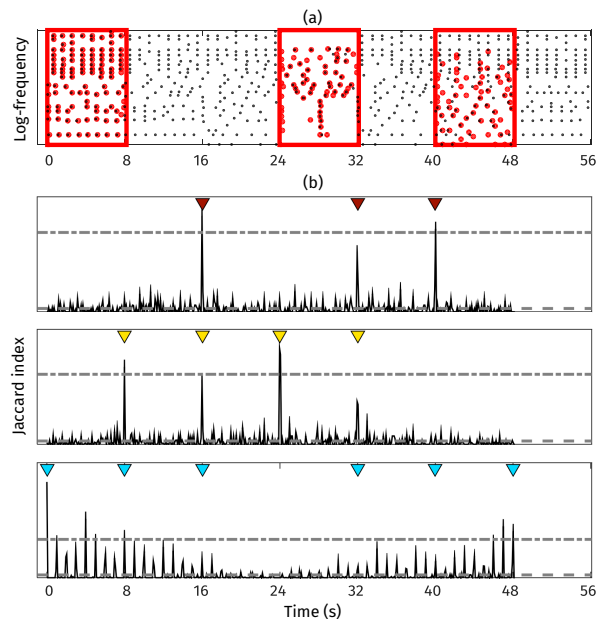 (a)
Log-frequency
0 8 16 24 32 40 48 56
(b)
Jaccard index
0 8 16 24 32 40 48 56
Time (s)